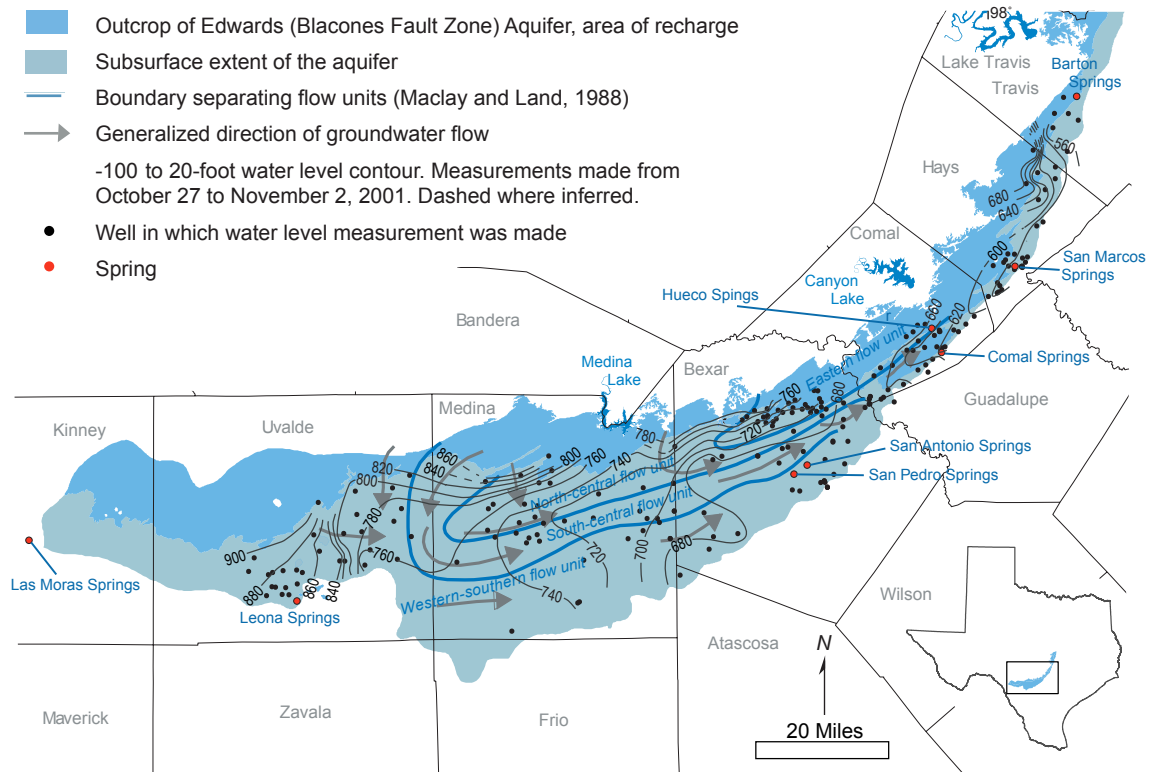 Outcrop of Edwards (Blacones Fault Zone) Aquifer, area of recharge
Subsurface extent of the aquifer
Boundary separating flow units (Maclay and Land, 1988)
Generalized direction of groundwater flow
-100 to 20-foot water level contour. Measurements made from
October 27 to November 2, 2001. Dashed where inferred.
Well in which water level measurement was made
Spring
98°
Lake Travis
Barton
Springs
Travis
560
Hays
680
640
Comal
600
San Marcos
Springs
Canyon
Lake
Hueco Spings
660
620
Bandera
Comal Springs
Medina
Lake
Bexar
Eastern flow unit
Guadalupe
760
680
720
Medina
Kinney
Uvalde
780
San Antonio Springs
San Pedro Springs
860
840
820
800
800
760
740
North-central flow unit
South-central flow unit
780
760
900
880
860
840
720
700
680
740
Western-southern flow unit
Las Moras Springs
Leona Springs
Wilson
Atascosa
N
20 Miles
Maverick
Zavala
Frio